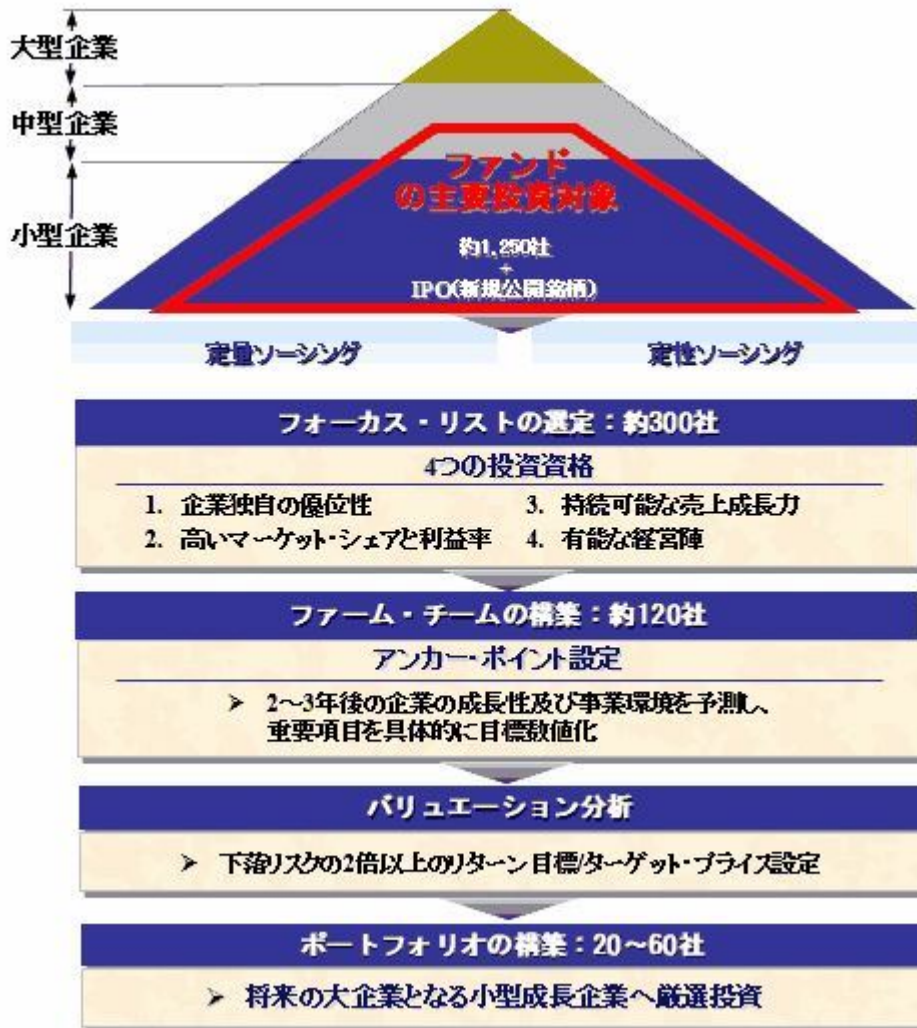 大型企業
中型企業
小型企業
ファンド
の主要投資対象
約1,250社
+
IPO(新規公開銘柄)
定量ソーシング
定性ソーシング
フォーカス・リストの選定：約300社
4つの投資資格
1. 企業独自の優位性
2. 高いマーケット・シェアと利益率
3. 持続可能な売上成長力
4. 有能な経営陣
ファーム・チームの構築：約120社
アンカー・ポイント設定
➢ 2～3年後の企業の成長性及び事業環境を予測し、
重要項目を具体的に目標数値化
バリュエーション分析
➢ 下落リスクの2倍以上のリターン目標/ターゲット・プライス設定
ポートフォリオの構築：20～60社
➢ 将来の大企業となる小型成長企業へ厳選投資